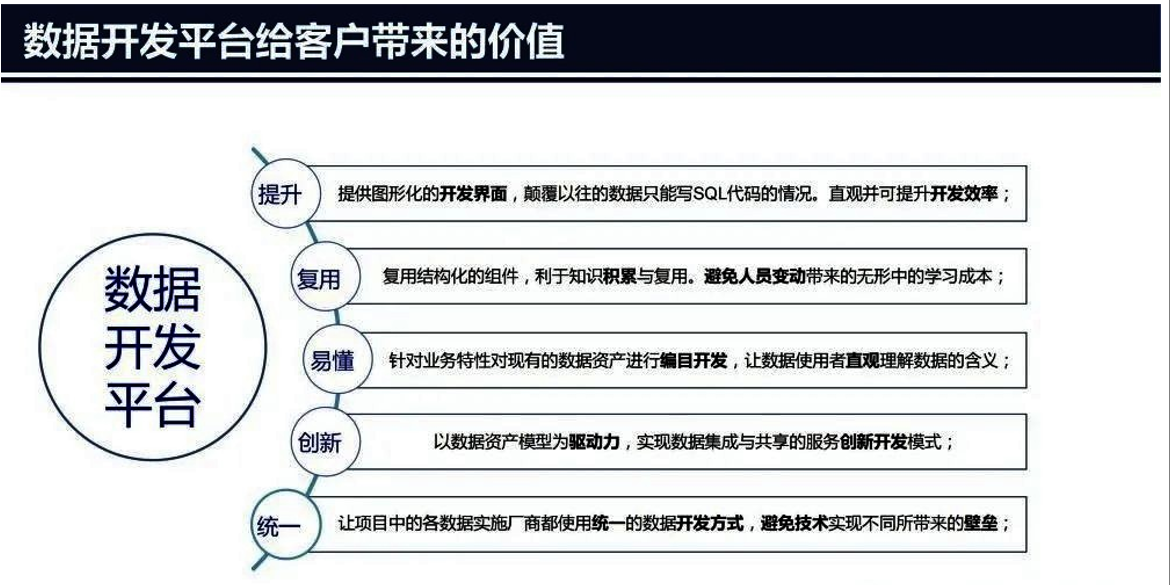 数据开发平台给客户带来的价值
数据
开发
平台
提升
提供图形化的开发界面，颠覆以往的数据只能写SQL代码的情况。直观并可提升开发效率；
复用
复用结构化的组件，利于知识积累与复用。避免人员变动带来的无形中的学习成本；
易懂
针对业务特性对现有的数据资产进行编目开发，让数据使用者直观理解数据的含义；
创新
以数据资产模型为驱动力，实现数据集成与共享的服务创新开发模式；
统一
让项目中的各数据实施厂商都使用统一的数据开发方式，避免技术实现不同所带来的壁垒；